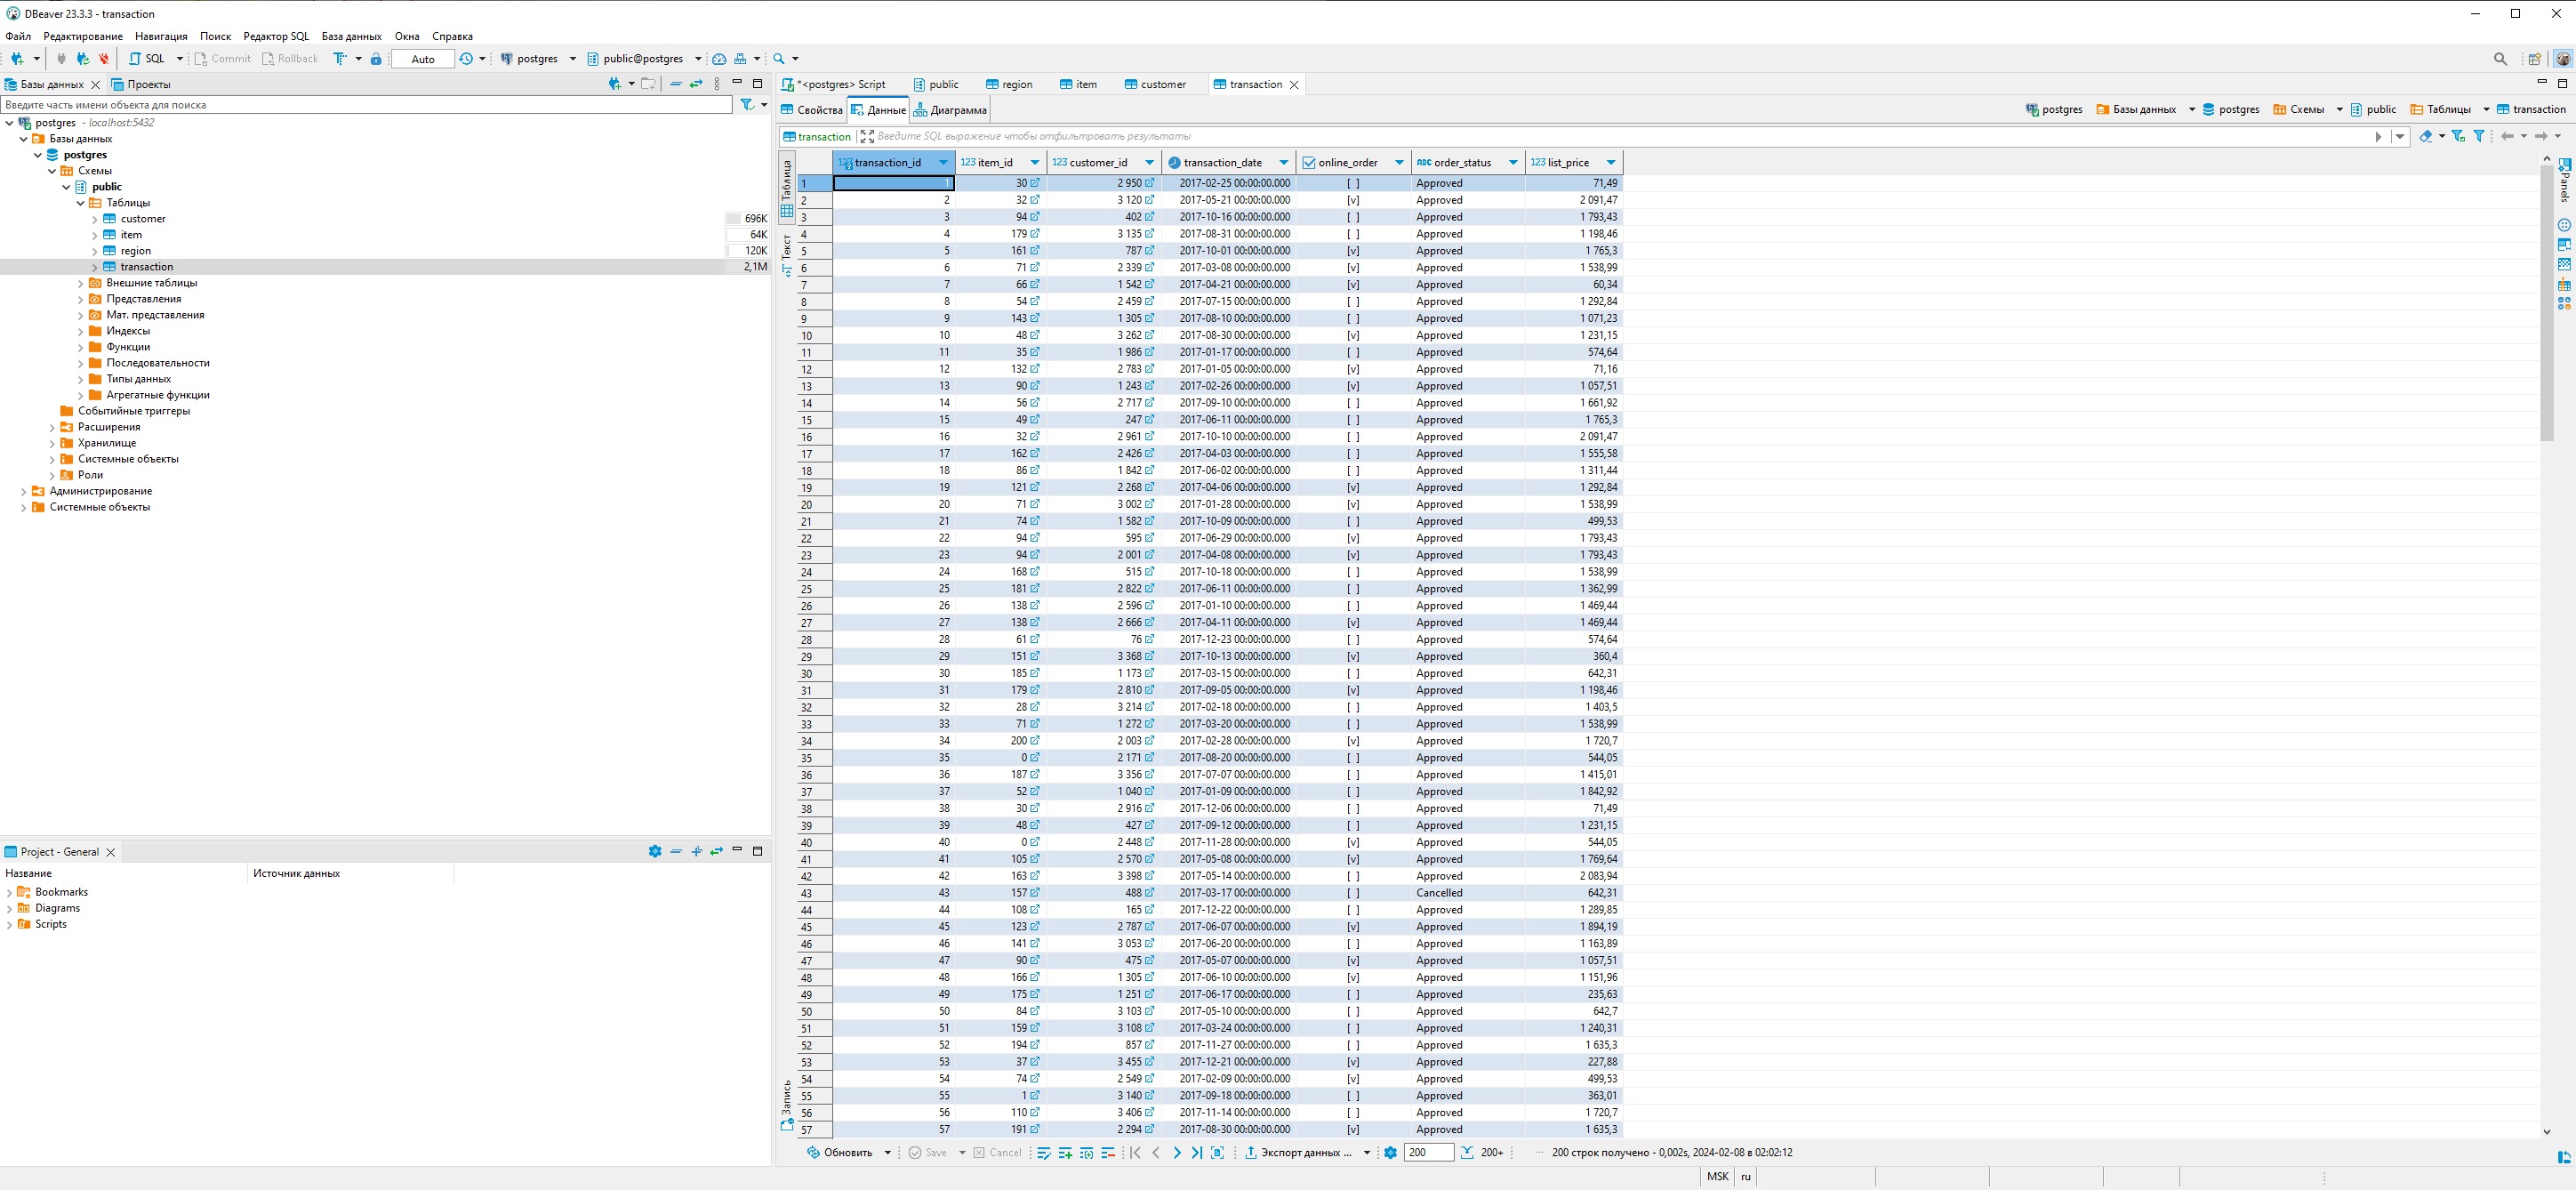 DBeaver 23.3.3 - transaction
Файл Редактирование Навигация Поиск Редактор SQL База данных Окна Справка
SQL Commit Rollback Auto postgres public@postgres
Базы данных Проекты
Введите часть имени объекта для поиска
postgres - localhost:5432
Базы данных
postgres
Схемы
public
Таблицы
customer 696K
item 64K
region 120K
transaction 2,1M
Внешние таблицы
Представления
Мат. представления
Индексы
Функции
Последовательности
Типы данных
Агрегатные функции
Событийные триггеры
Расширения
Хранилище
Системные объекты
Роли
Администрирование
Системные объекты
Project - General
Название Источник данных
Bookmarks
Diagrams
Scripts
*<postgres> Script public region item customer transaction
Свойства Данные Диаграмма
postgres Базы данных postgres Схемы public Таблицы transaction
transaction Введите SQL выражение чтобы отфильтровать результаты
Таблица
Текст
Запись
Panels
123 transaction_id 123 item_id 123 customer_id transaction_date online_order ABC order_status 123 list_price
1 1 30 2 950 2017-02-25 00:00:00.000 [ ] Approved 71,49
2 2 32 3 120 2017-05-21 00:00:00.000 [v] Approved 2 091,47
3 3 94 402 2017-10-16 00:00:00.000 [ ] Approved 1 793,43
4 4 179 3 135 2017-08-31 00:00:00.000 [ ] Approved 1 198,46
5 5 161 787 2017-10-01 00:00:00.000 [v] Approved 1 765,3
6 6 71 2 339 2017-03-08 00:00:00.000 [v] Approved 1 538,99
7 7 66 1 542 2017-04-21 00:00:00.000 [v] Approved 60,34
8 8 54 2 459 2017-07-15 00:00:00.000 [ ] Approved 1 292,84
9 9 143 1 305 2017-08-10 00:00:00.000 [ ] Approved 1 071,23
10 10 48 3 262 2017-08-30 00:00:00.000 [v] Approved 1 231,15
11 11 35 1 986 2017-01-17 00:00:00.000 [ ] Approved 574,64
12 12 132 2 783 2017-01-05 00:00:00.000 [v] Approved 71,16
13 13 90 1 243 2017-02-26 00:00:00.000 [v] Approved 1 057,51
14 14 56 2 717 2017-09-10 00:00:00.000 [ ] Approved 1 661,92
15 15 49 247 2017-06-11 00:00:00.000 [ ] Approved 1 765,3
16 16 32 2 961 2017-10-10 00:00:00.000 [ ] Approved 2 091,47
17 17 162 2 426 2017-04-03 00:00:00.000 [ ] Approved 1 555,58
18 18 86 1 842 2017-06-02 00:00:00.000 [ ] Approved 1 311,44
19 19 121 2 268 2017-04-06 00:00:00.000 [v] Approved 1 292,84
20 20 71 3 002 2017-01-28 00:00:00.000 [v] Approved 1 538,99
21 21 74 1 582 2017-10-09 00:00:00.000 [ ] Approved 499,53
22 22 94 595 2017-06-29 00:00:00.000 [v] Approved 1 793,43
23 23 94 2 001 2017-04-08 00:00:00.000 [v] Approved 1 793,43
24 24 168 515 2017-10-18 00:00:00.000 [ ] Approved 1 538,99
25 25 181 2 822 2017-06-11 00:00:00.000 [ ] Approved 1 362,99
26 26 138 2 596 2017-01-10 00:00:00.000 [ ] Approved 1 469,44
27 27 138 2 666 2017-04-11 00:00:00.000 [v] Approved 1 469,44
28 28 61 76 2017-12-23 00:00:00.000 [ ] Approved 574,64
29 29 151 3 368 2017-10-13 00:00:00.000 [v] Approved 360,4
30 30 185 1 173 2017-03-15 00:00:00.000 [ ] Approved 642,31
31 31 179 2 810 2017-09-05 00:00:00.000 [v] Approved 1 198,46
32 32 28 3 214 2017-02-18 00:00:00.000 [ ] Approved 1 403,5
33 33 71 1 272 2017-03-20 00:00:00.000 [ ] Approved 1 538,99
34 34 200 2 003 2017-02-28 00:00:00.000 [v] Approved 1 720,7
35 35 0 2 171 2017-08-20 00:00:00.000 [ ] Approved 544,05
36 36 187 3 356 2017-07-07 00:00:00.000 [ ] Approved 1 415,01
37 37 52 1 040 2017-01-09 00:00:00.000 [ ] Approved 1 842,92
38 38 30 2 916 2017-12-06 00:00:00.000 [ ] Approved 71,49
39 39 48 427 2017-09-12 00:00:00.000 [ ] Approved 1 231,15
40 40 0 2 448 2017-11-28 00:00:00.000 [v] Approved 544,05
41 41 105 2 570 2017-05-08 00:00:00.000 [v] Approved 1 769,64
42 42 163 3 398 2017-05-14 00:00:00.000 [v] Approved 2 083,94
43 43 157 488 2017-03-17 00:00:00.000 [ ] Cancelled 642,31
44 44 108 165 2017-12-22 00:00:00.000 [ ] Approved 1 289,85
45 45 123 2 787 2017-06-07 00:00:00.000 [v] Approved 1 894,19
46 46 141 3 053 2017-06-20 00:00:00.000 [ ] Approved 1 163,89
47 47 90 475 2017-05-07 00:00:00.000 [v] Approved 1 057,51
48 48 166 1 305 2017-06-10 00:00:00.000 [v] Approved 1 151,96
49 49 175 1 251 2017-06-17 00:00:00.000 [ ] Approved 235,63
50 50 84 3 103 2017-05-10 00:00:00.000 [ ] Approved 642,7
51 51 159 3 108 2017-03-24 00:00:00.000 [v] Approved 1 240,31
52 52 194 857 2017-11-27 00:00:00.000 [ ] Approved 1 635,3
53 53 37 3 455 2017-12-21 00:00:00.000 [v] Approved 227,88
54 54 74 2 549 2017-02-09 00:00:00.000 [v] Approved 499,53
55 55 1 3 140 2017-09-18 00:00:00.000 [ ] Approved 363,01
56 56 110 3 406 2017-11-14 00:00:00.000 [ ] Approved 1 720,7
57 57 191 2 294 2017-08-30 00:00:00.000 [v] Approved 1 635,3
Обновить Save Cancel Экспорт данных ... 200 200+ ... 200 строк получено - 0,002s, 2024-02-08 в 02:02:12
MSK ru